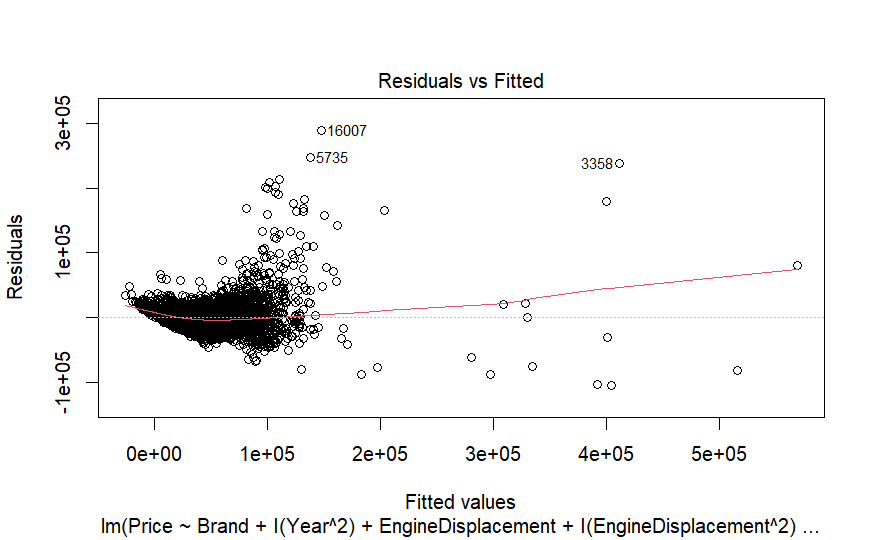 Residuals vs Fitted
3e+05
1e+05
-1e+05
Residuals
16007
5735
3358
0e+00 1e+05 2e+05 3e+05 4e+05 5e+05
Fitted values
lm(Price ~ Brand + I(Year^2) + EngineDisplacement + I(EngineDisplacement^2) ...